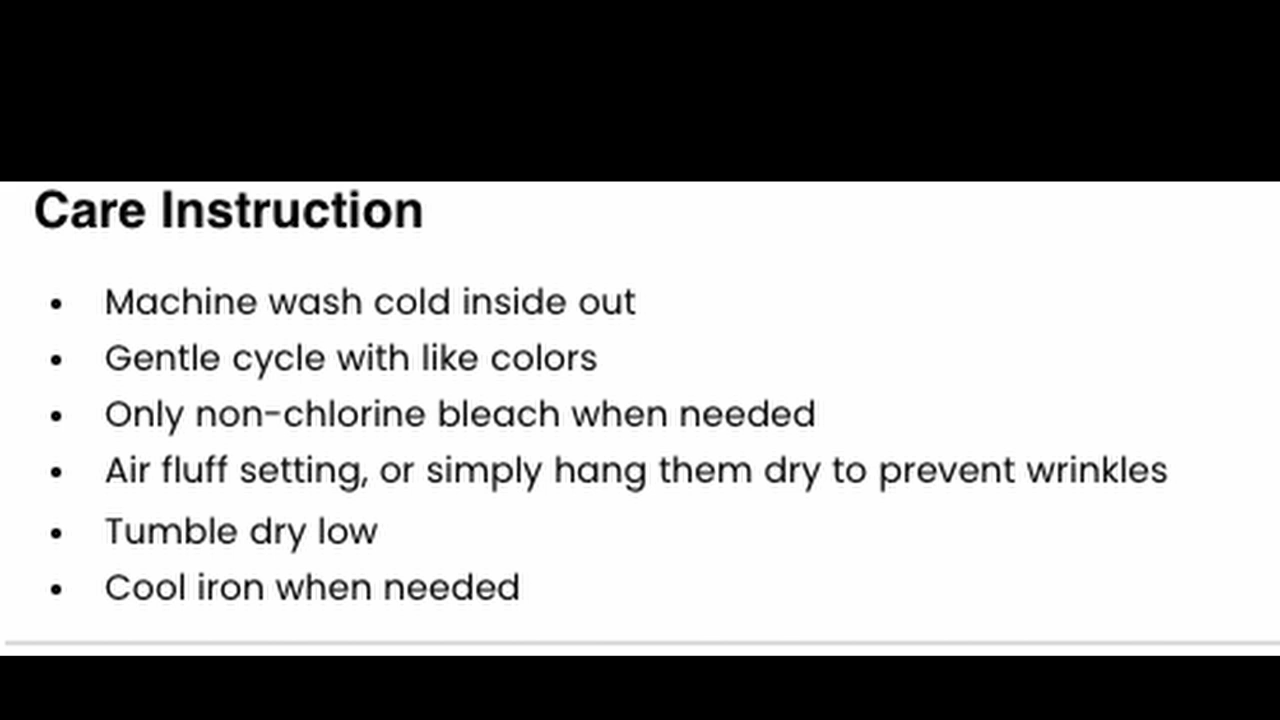 Care Instruction
• Machine wash cold inside out
• Gentle cycle with like colors
• Only non-chlorine bleach when needed
• Air fluff setting, or simply hang them dry to prevent wrinkles
• Tumble dry low
• Cool iron when needed